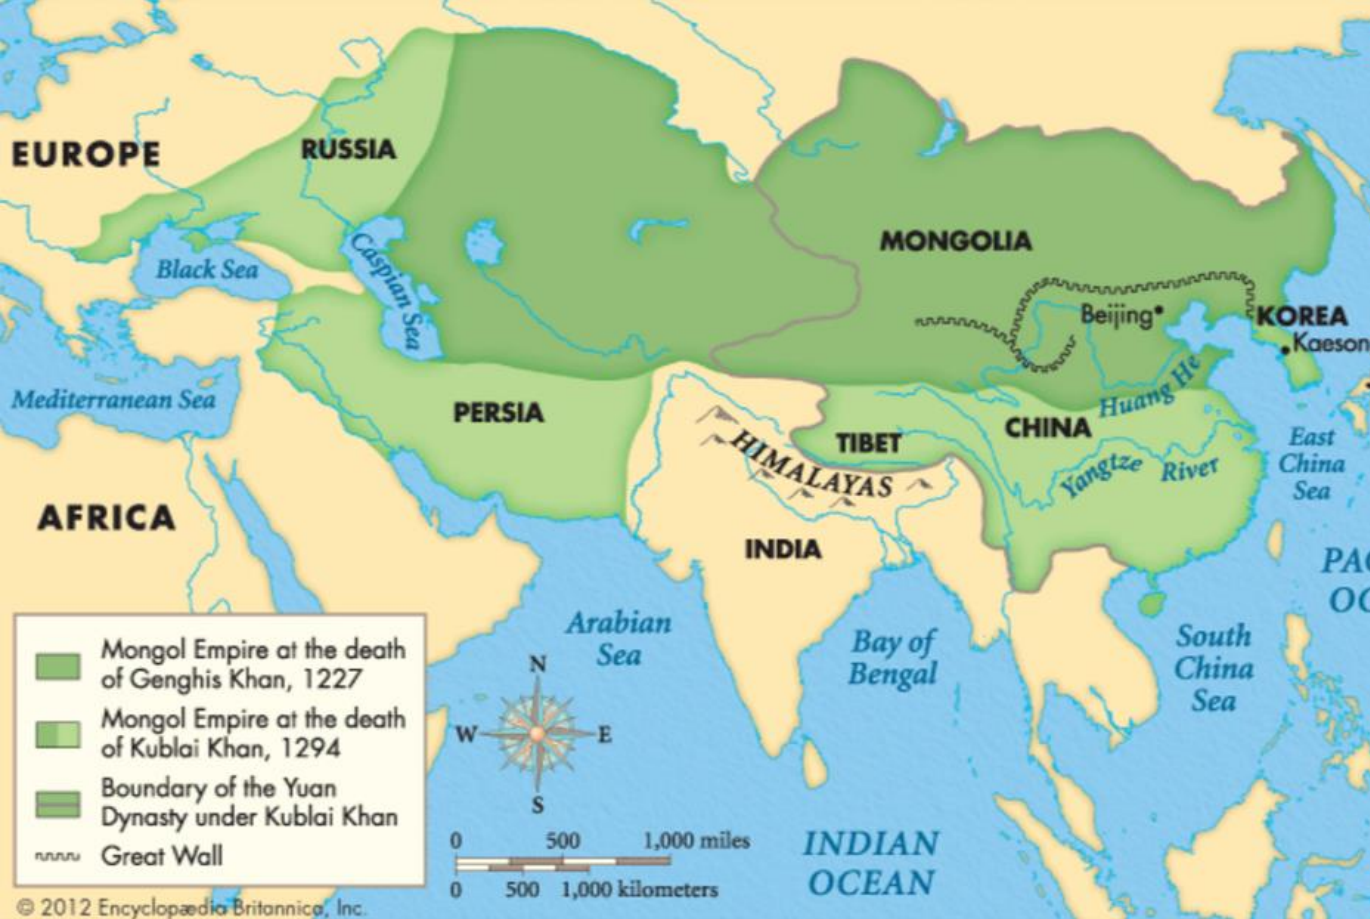 EUROPE
RUSSIA
MONGOLIA
Black Sea
Caspian Sea
Beijing
KOREA
Kaeson
Mediterranean Sea
PERSIA
Huang He
TIBET
CHINA
HIMALAYAS
Yangtze River
East
China
Sea
AFRICA
INDIA
PAC
OC
Arabian
Sea
Bay of
Bengal
South
China
Sea
Mongol Empire at the death
of Genghis Khan, 1227
Mongol Empire at the death
of Kublai Khan, 1294
Boundary of the Yuan
Dynasty under Kublai Khan
Great Wall
N
W E
S
0 500 1,000 miles
0 500 1,000 kilometers
INDIAN
OCEAN
© 2012 Encyclopædia Britannica, Inc.